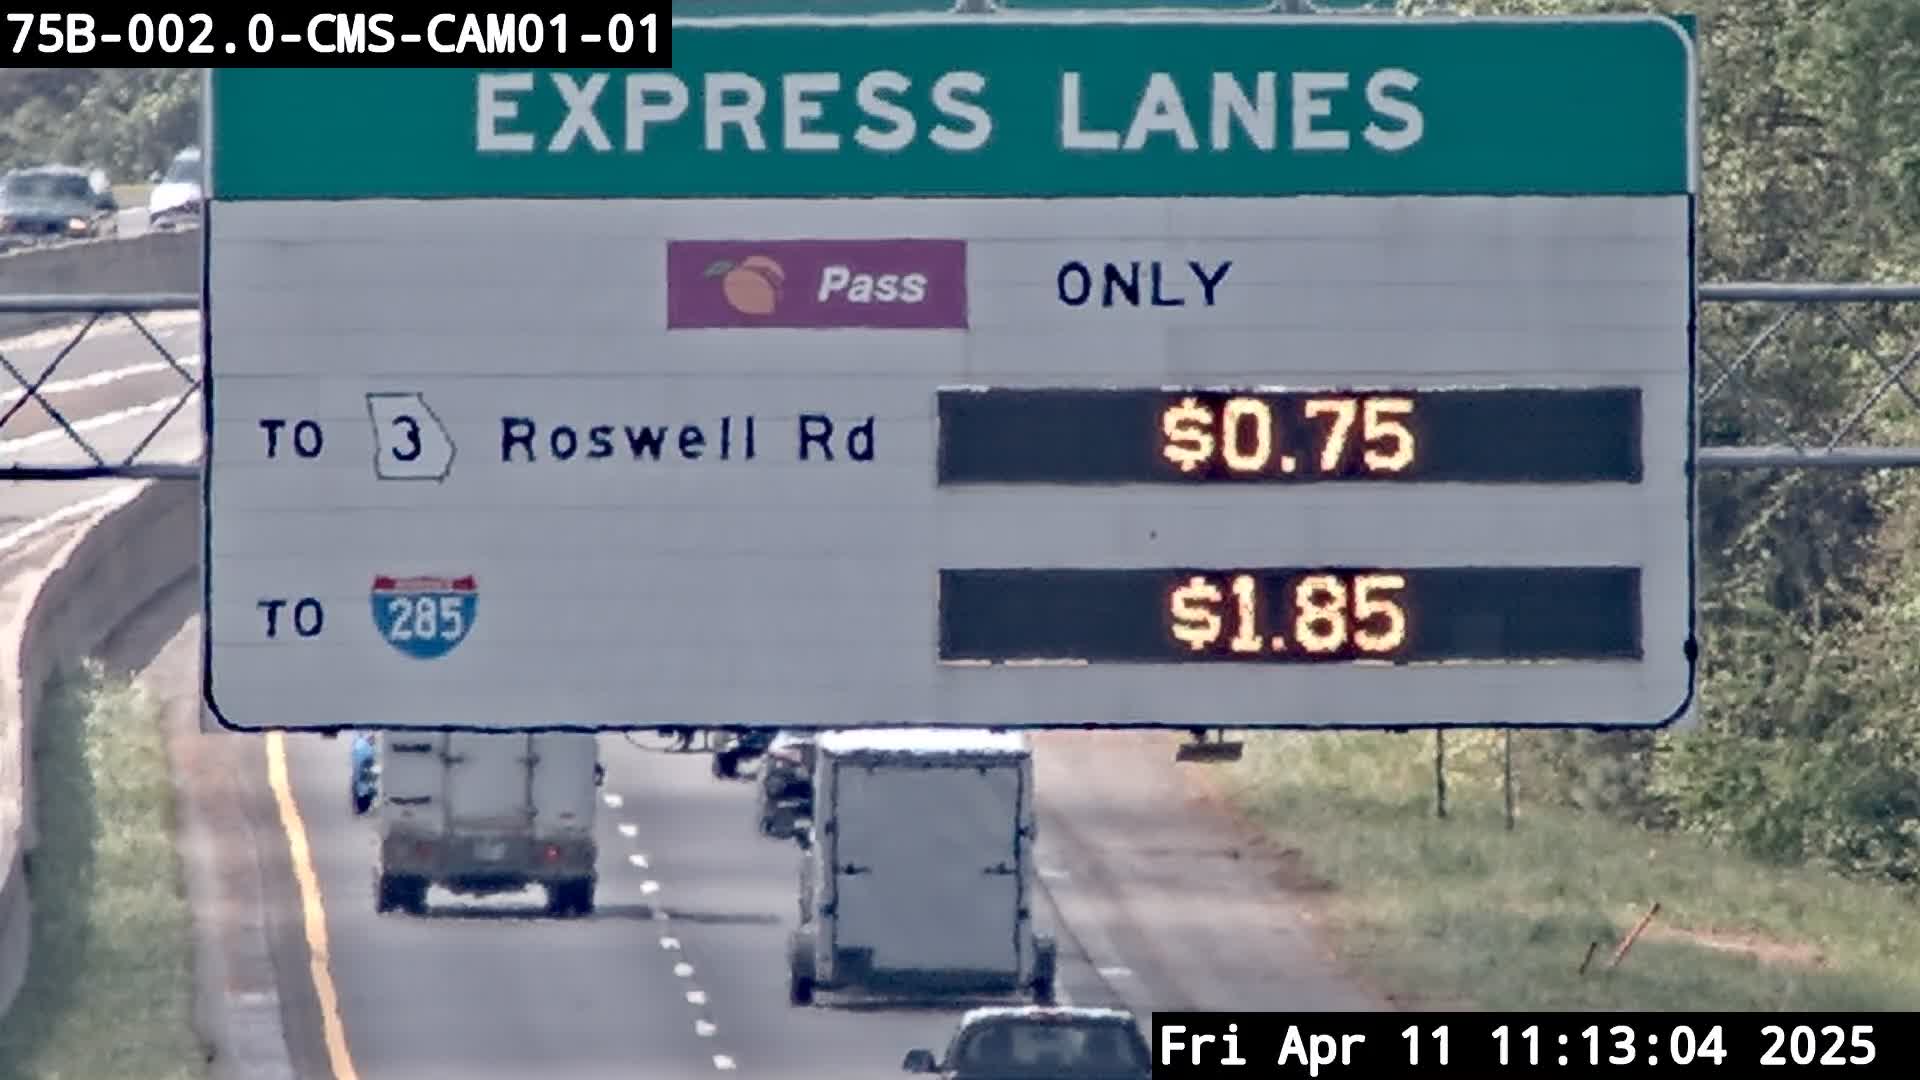 75B-002.0-CMS-CAM01-01
EXPRESS LANES
Pass ONLY
TO 3 Roswell Rd $0.75
TO 285 $1.85
Fri Apr 11 11:13:04 2025